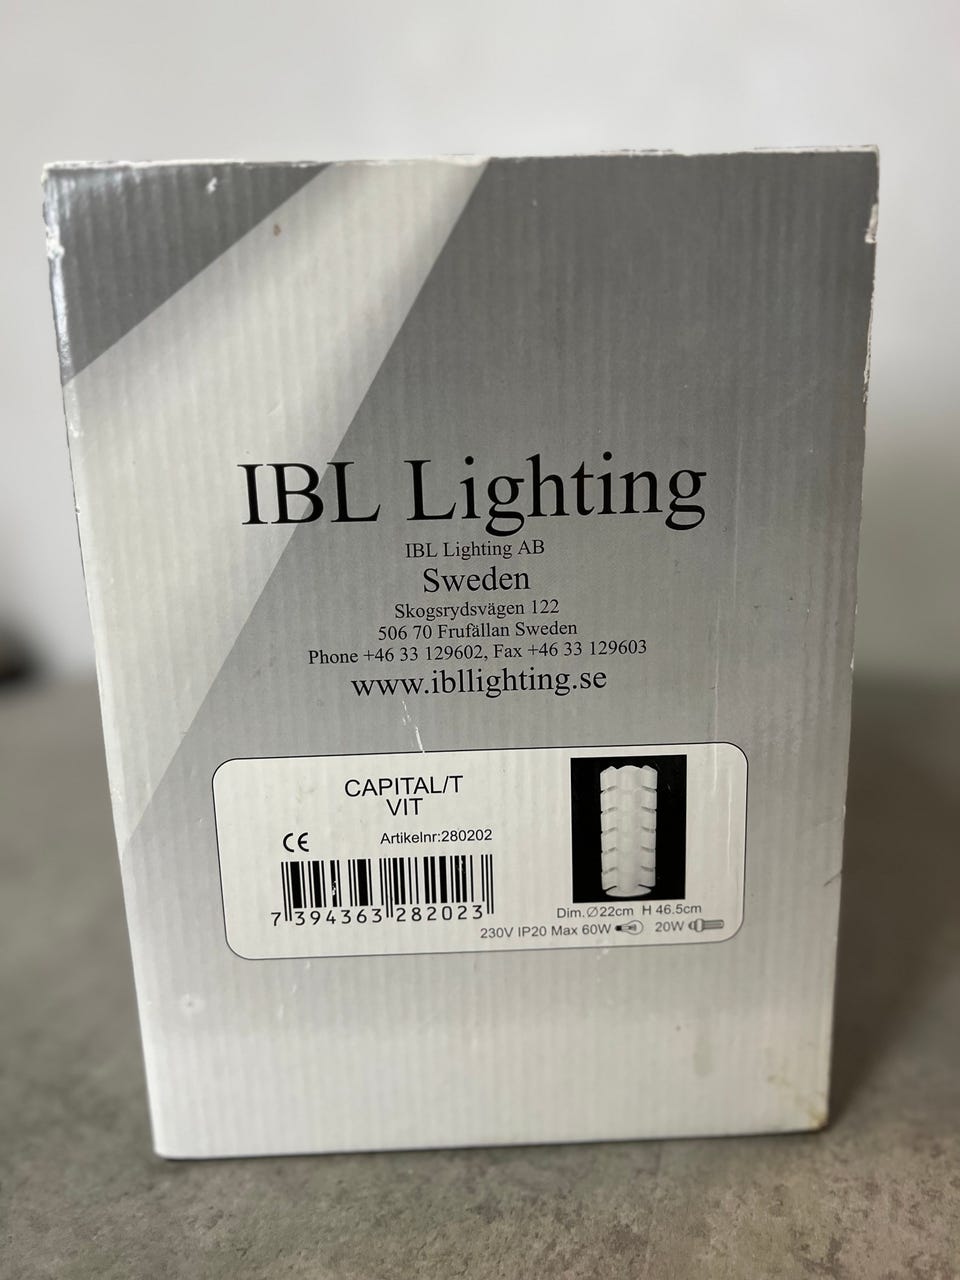 IBL Lighting
IBL Lighting AB
Sweden
Skogsrydsvägen 122
506 70 Frufällan Sweden
Phone +46 33 129602, Fax +46 33 129603
www.ibllighting.se
CAPITAL/T
VIT
CE
Artikelnr:280202
7 394363 282023
Dim.∅22cm H 46.5cm
230V IP20 Max 60W 20W